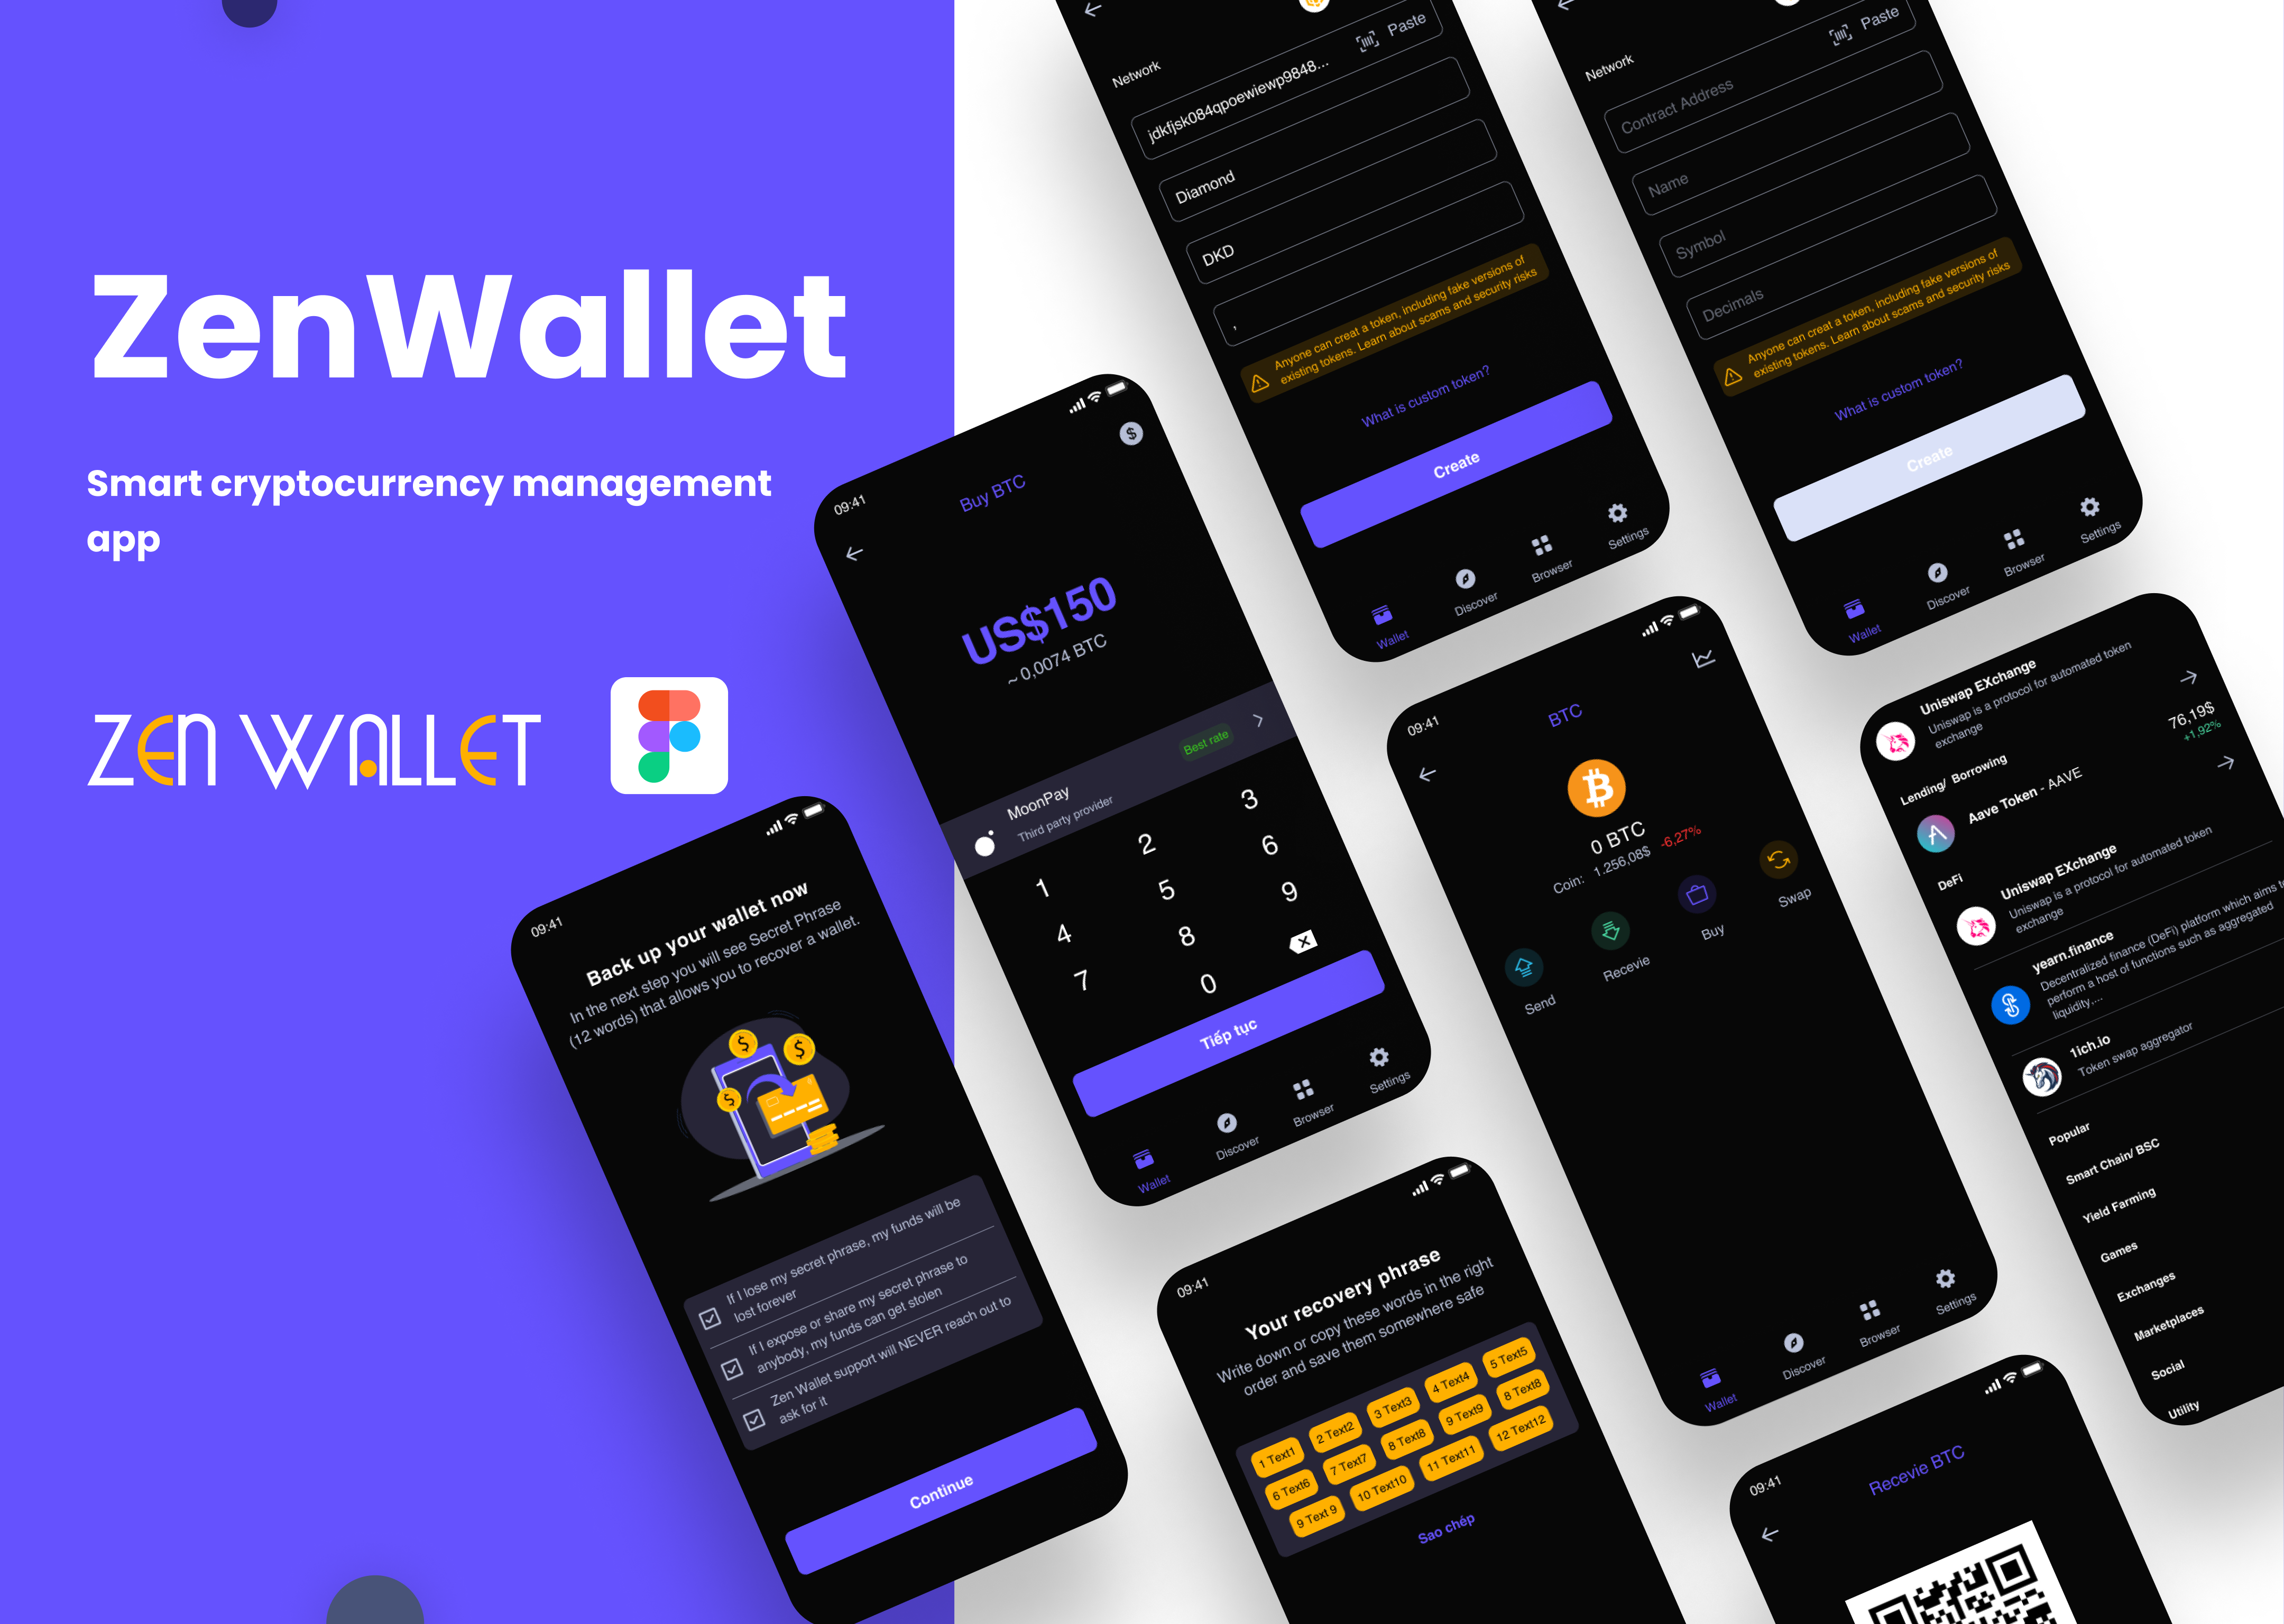 ZenWallet
Smart cryptocurrency management
app
ZEN WALLET
09:41
Back up your wallet now
In the next step you will see Secret Phrase
(12 words) that allows you to recover a wallet.
If I lose my secret phrase, my funds will be
lost forever
If I expose or share my secret phrase to
anybody, my funds can get stolen
Zen Wallet support will NEVER reach out to
ask for it
Continue
09:41
Buy BTC
US$150
~ 0,0074 BTC
MoonPay
Third party provider
Best rate
1 2 3
4 5 6
7 8 9
0
Tiếp tục
Wallet
Discover
Browser
Settings
Network
Paste
jdkfjsk084qpoewiewp9848...
Diamond
DKD
,
Anyone can creat a token, including fake versions of
existing tokens. Learn about scams and security risks
What is custom token?
Create
Wallet
Discover
Browser
Settings
Network
Paste
Contract Address
Name
Symbol
Decimals
Anyone can creat a token, including fake versions of
existing tokens. Learn about scams and security risks
What is custom token?
Create
Wallet
Discover
Browser
Settings
09:41
Your recovery phrase
Write down or copy these words in the right
order and save them somewhere safe
1 Text1 2 Text2 3 Text3 4 Text4 5 Text5
6 Text6 7 Text7 8 Text8 9 Text9 8 Text8
9 Text 9 10 Text10 11 Text11 12 Text12
Sao chép
09:41
BTC
0 BTC
Coin: 1.256,08$ -6,27%
Send
Recevie
Buy
Swap
Wallet
Discover
Browser
Settings
Uniswap EXchange
Uniswap is a protocol for automated token
exchange
Lending/ Borrowing
76,19$
+1,92%
Aave Token - AAVE
DeFi
Uniswap EXchange
Uniswap is a protocol for automated token
exchange
yearn.finance
Decentralized finance (DeFi) platform which aims
perform a host of functions such as aggregated
liquidity,...
1ich.io
Token swap aggregator
Popular
Smart Chain/ BSC
Yield Farming
Games
Exchanges
Marketplaces
Social
Utility
09:41
Recevie BTC